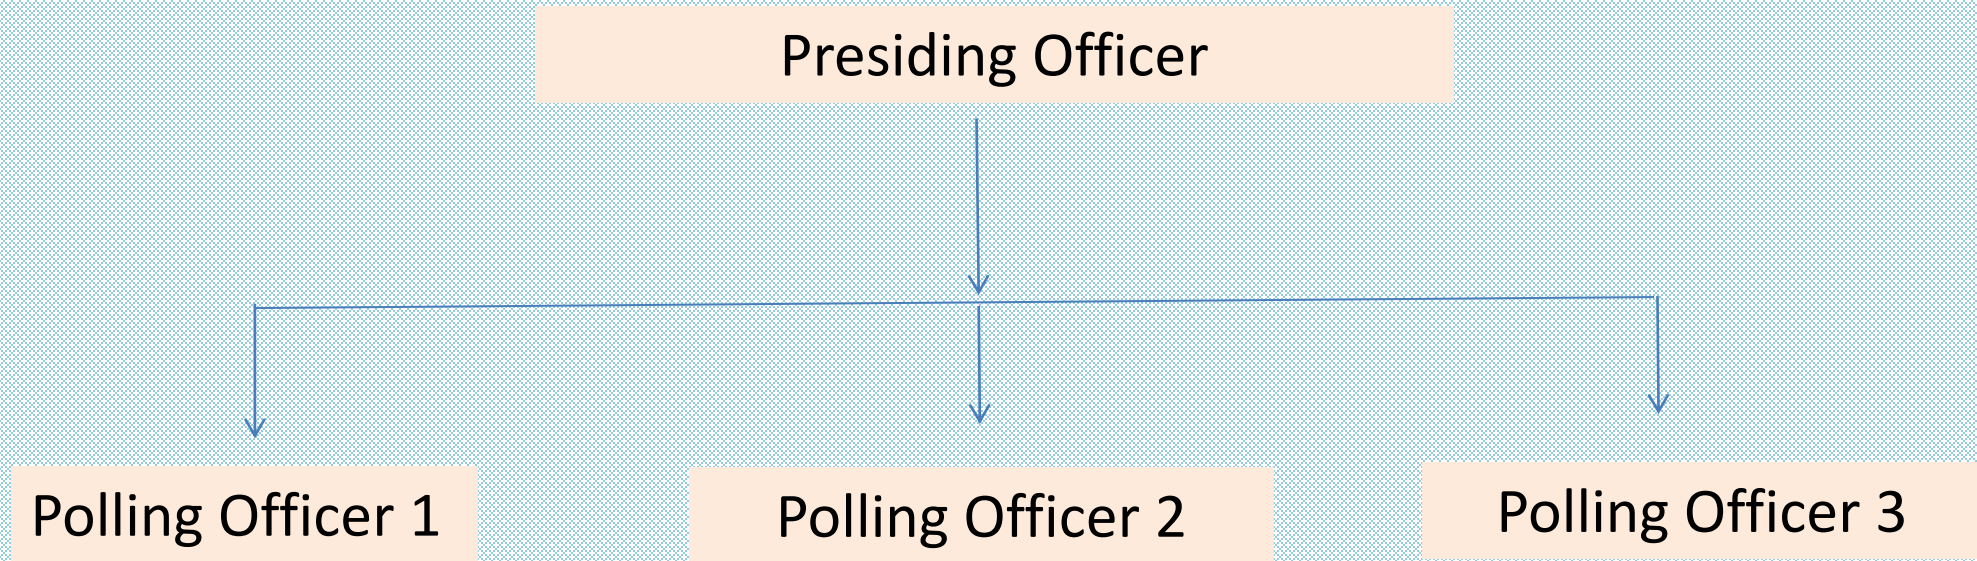 Presiding Officer
Polling Officer 1
Polling Officer 2
Polling Officer 3